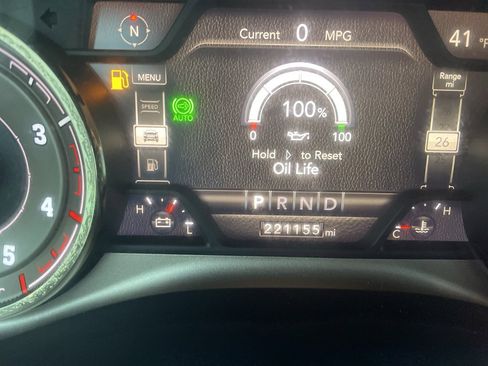 N
Current 0 MPG
41 °F
MENU
Range
mi
SPEED
AUTO
100%
0 100
26
Hold to Reset
Oil Life
3
4
5
P R N D
H
L
221155 mi
C
H